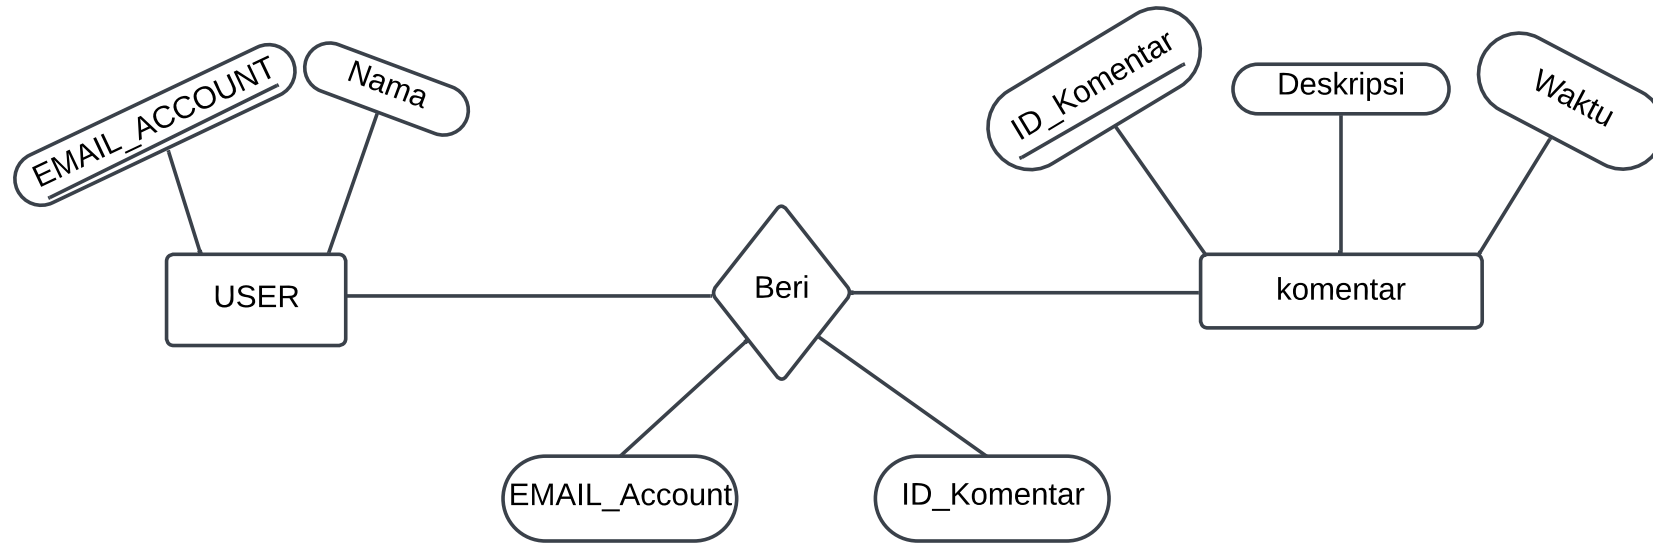 EMAIL_ACCOUNT
Nama
ID_Komentar
Deskripsi
Waktu
USER
Beri
komentar
EMAIL_Account
ID_Komentar